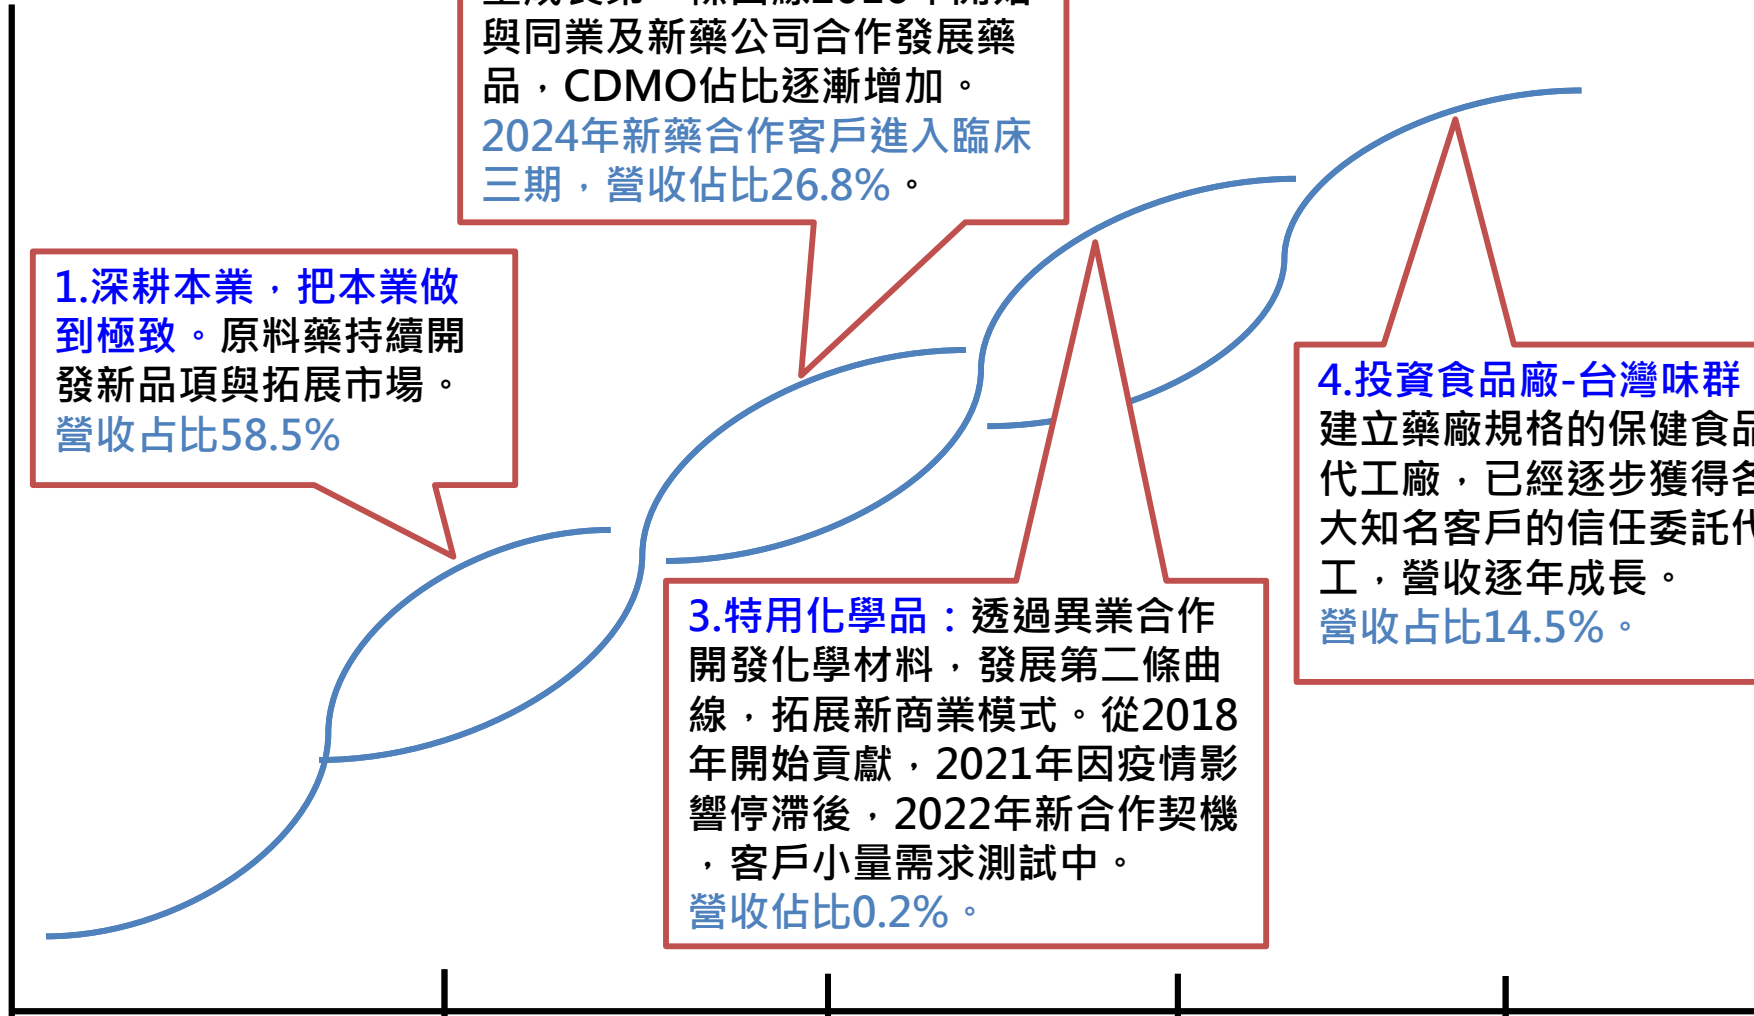 與同業及新藥公司合作發展藥
品，CDMO佔比逐漸增加。
2024年新藥合作客戶進入臨床
三期，營收佔比26.8%。
1.深耕本業，把本業做
到極致。原料藥持續開
發新品項與拓展市場。
營收占比58.5%
3.特用化學品：透過異業合作
開發化學材料，發展第二條曲
線，拓展新商業模式。從2018
年開始貢獻，2021年因疫情影
響停滯後，2022年新合作契機
，客戶小量需求測試中。
營收佔比0.2%。
4.投資食品廠-台灣味群
建立藥廠規格的保健食品
代工廠，已經逐步獲得各
大知名客戶的信任委託代
工，營收逐年成長。
營收占比14.5%。